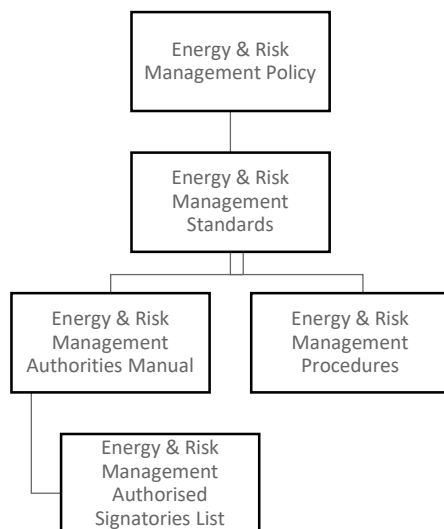 Energy & Risk
Management Policy
Energy & Risk
Management
Standards
Energy & Risk
Management
Authorities Manual
Energy & Risk
Management
Procedures
Energy & Risk
Management
Authorised
Signatories List